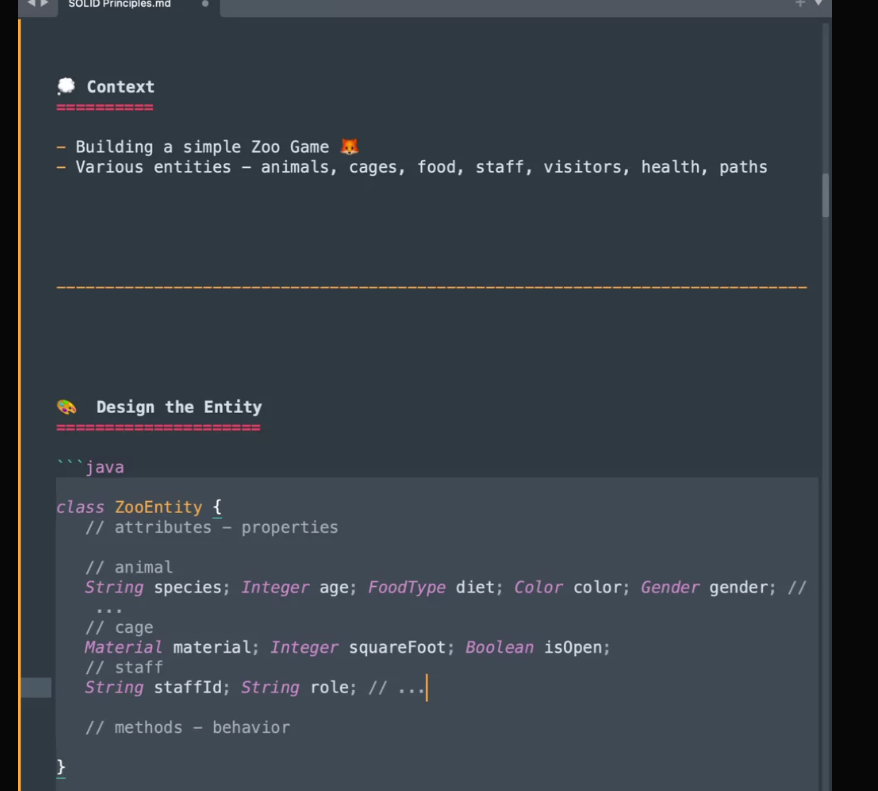 SOLID Principles.md
💭 Context
==========
– Building a simple Zoo Game 🦊
– Various entities – animals, cages, food, staff, visitors, health, paths
🎨 Design the Entity
=====================
```java
class ZooEntity {
// attributes – properties
// animal
String species; Integer age; FoodType diet; Color color; Gender gender; //
...
// cage
Material material; Integer squareFoot; Boolean isOpen;
// staff
String staffId; String role; // ...
// methods – behavior
}